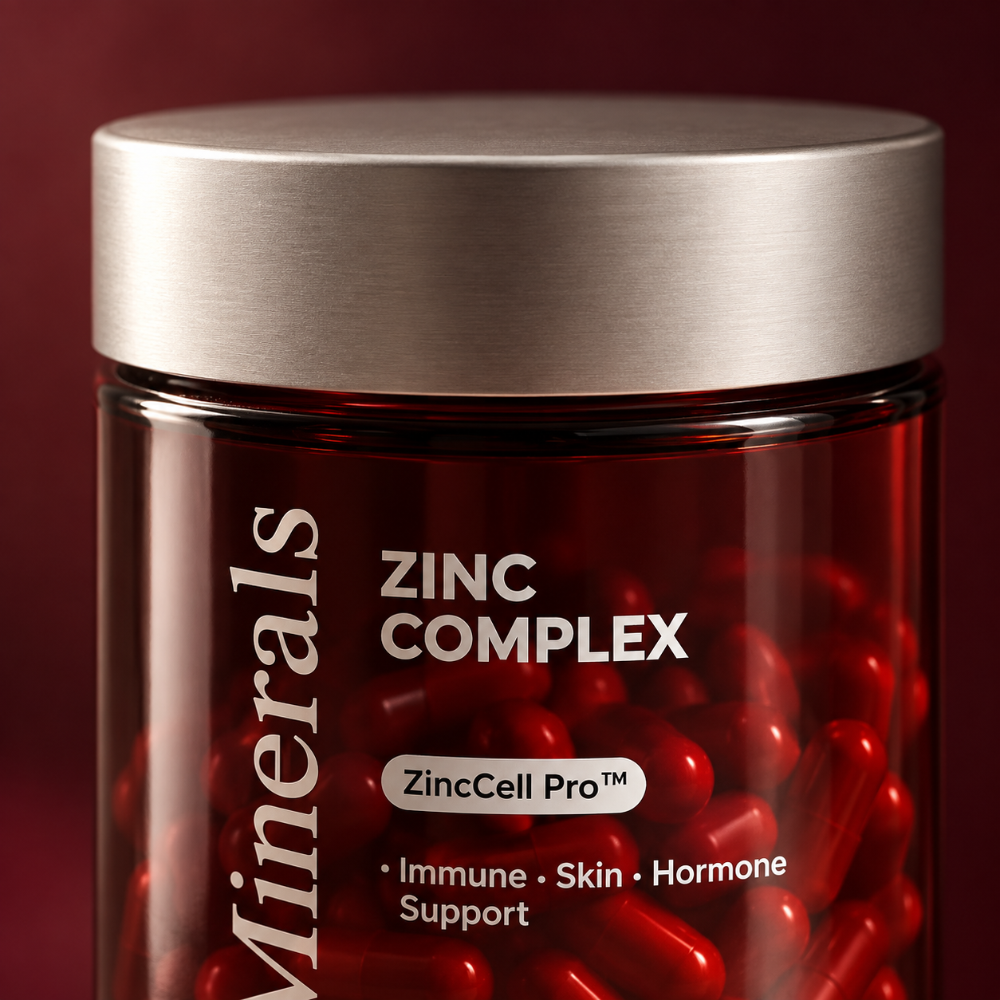 Minerals
ZINC
COMPLEX
ZincCell Pro™
• Immune • Skin • Hormone
Support